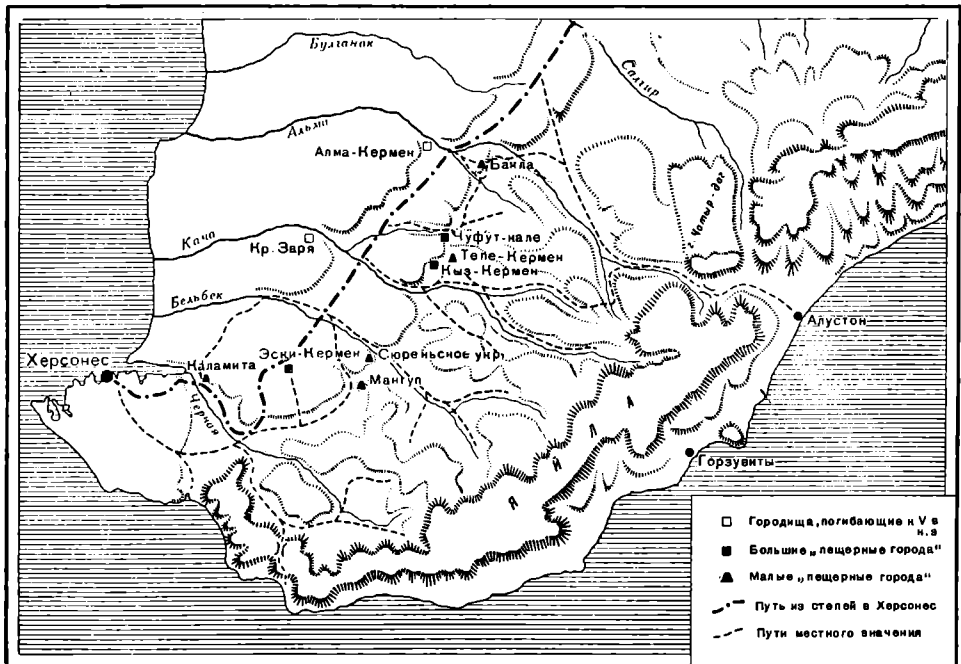 Булганак
Салгир
Альма
Алма-Кермен
Бакла
г. Чатыр-даг
Кача
Кр. Заря
Чуфут-кале
Тепе-Кермен
Кыз-Кермен
Бельбек
Алустон
Херсонес
Эски-Кермен
Сюреньское укр.
Каламита
Мангуп
Черная
Горзувиты
ЯЙЛА
Городища, погибающие к V в
н.э
Большие „пещерные города"
Малые „пещерные города"
Путь из степей в Херсонес
Пути местного значения